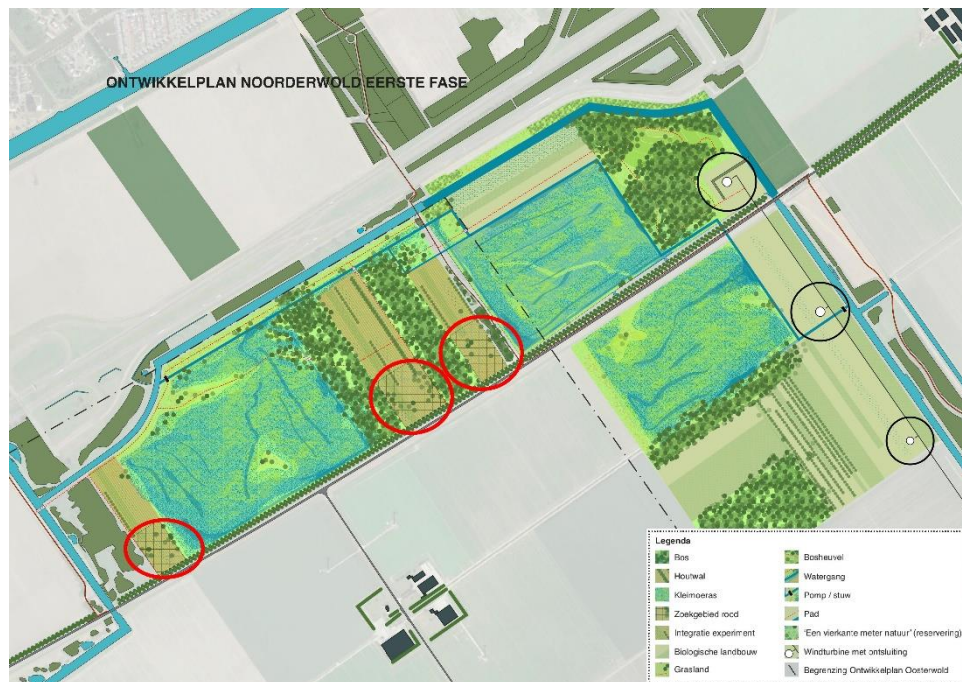 ONTWIKKELPLAN NOORDERWOLD EERSTE FASE
Legenda
Bos
Houtwal
Kleimoeras
Zoekgebied rood
Integratie experiment
Biologische landbouw
Grasland
Bosheuvel
Watergang
Pomp / stuw
Pad
'Een vierkante meter natuur' (reservering)
Windturbine met ontsluiting
Begrenzing Ontwikkelplan Oosterwold